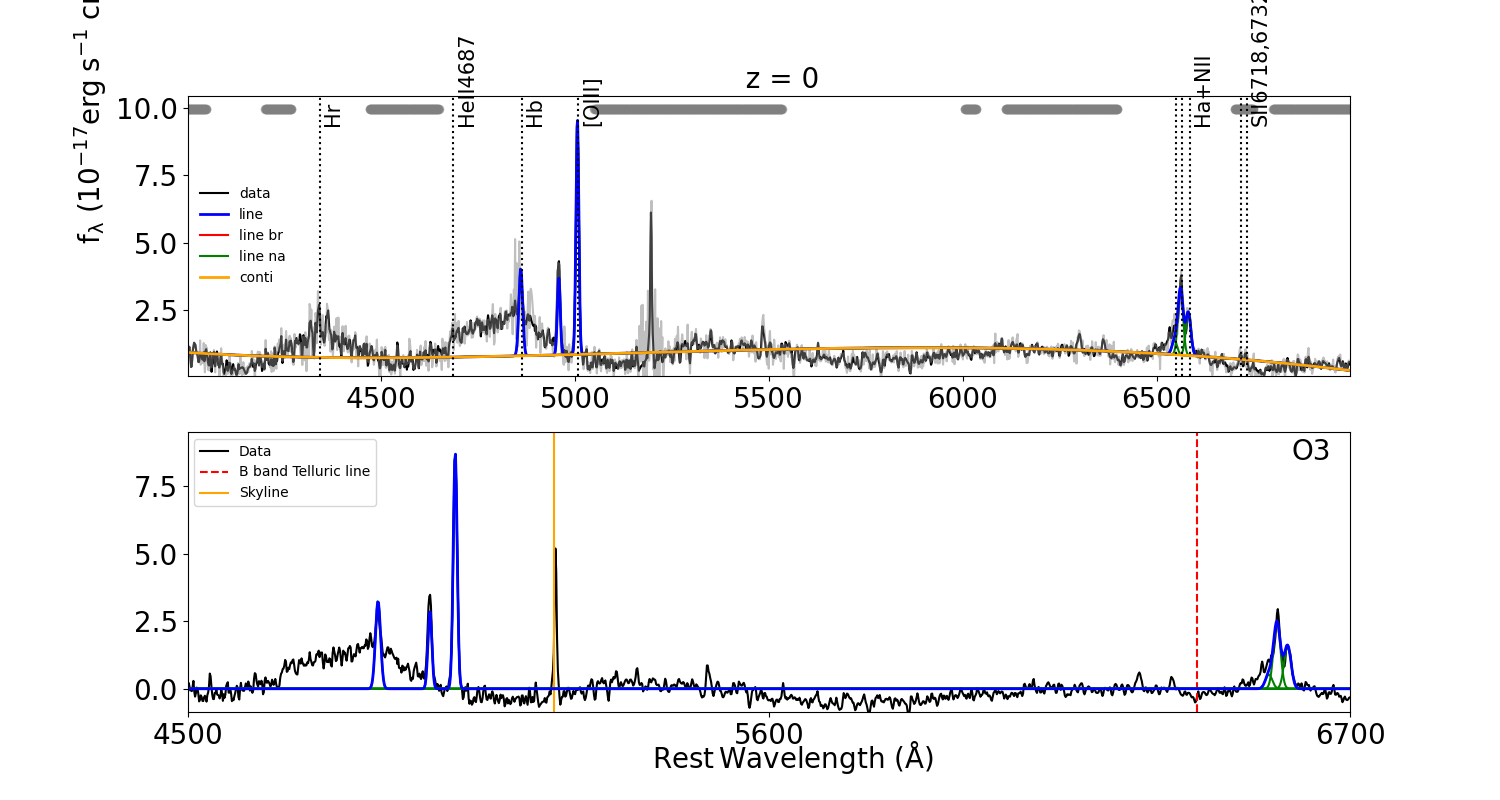 z = 0
f_λ (10⁻¹⁷erg s⁻¹
HeII4687
Ha+NII
SII6718,6732
Hr
Hb
[OIII]
10.0
7.5
5.0
2.5
data
line
line br
line na
conti
4500
5000
5500
6000
6500
O3
Data
B band Telluric line
Skyline
7.5
5.0
2.5
0.0
4500
5600
6700
Rest Wavelength (Å)